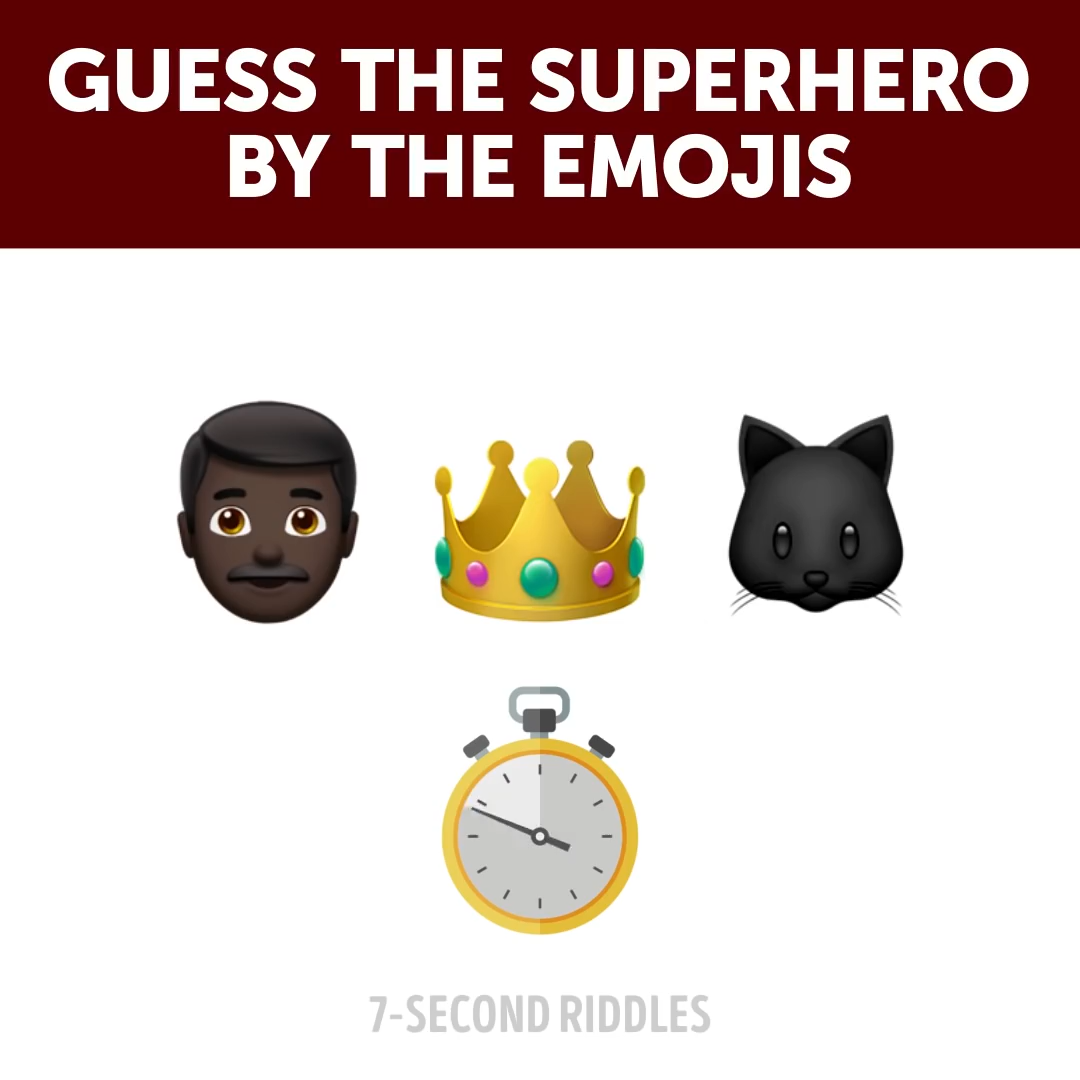 GUESS THE SUPERHERO
BY THE EMOJIS
7-SECOND RIDDLES